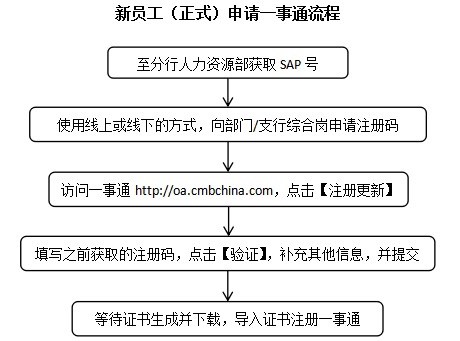 新员工（正式）申请一事通流程
至分行人力资源部获取 SAP 号
使用线上或线下的方式，向部门/支行综合岗申请注册码
访问一事通 http://oa.cmbchina.com，点击【注册更新】
填写之前获取的注册码，点击【验证】，补充其他信息，并提交
等待证书生成并下载，导入证书注册一事通